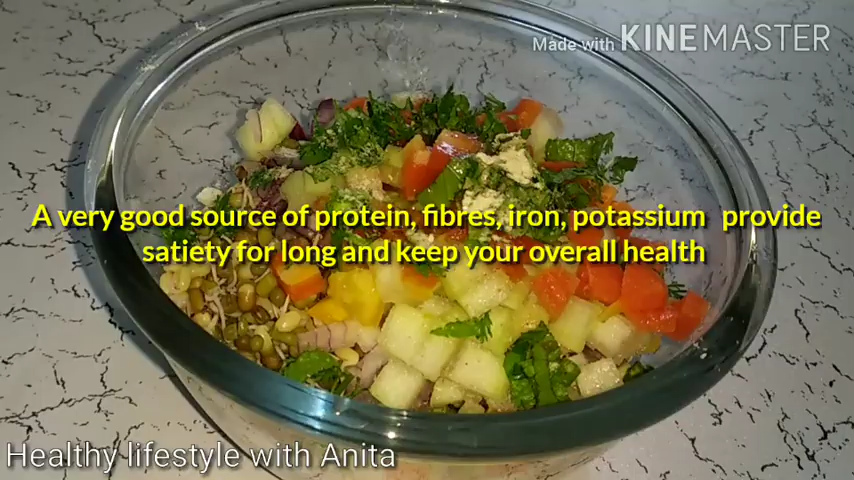 Made with KINEMASTER
A very good source of protein, fibres, iron, potassium provide
satiety for long and keep your overall health
Healthy lifestyle with Anita